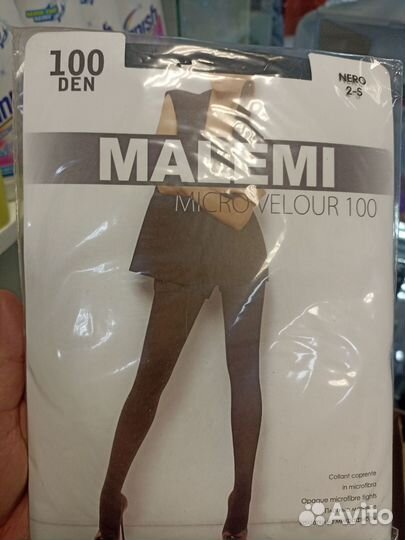 100
DEN
NERO
2-S
MALEMI
MICRO VELOUR 100
Collant coprente
in microfibra
Opaque microfibre tights
Avito